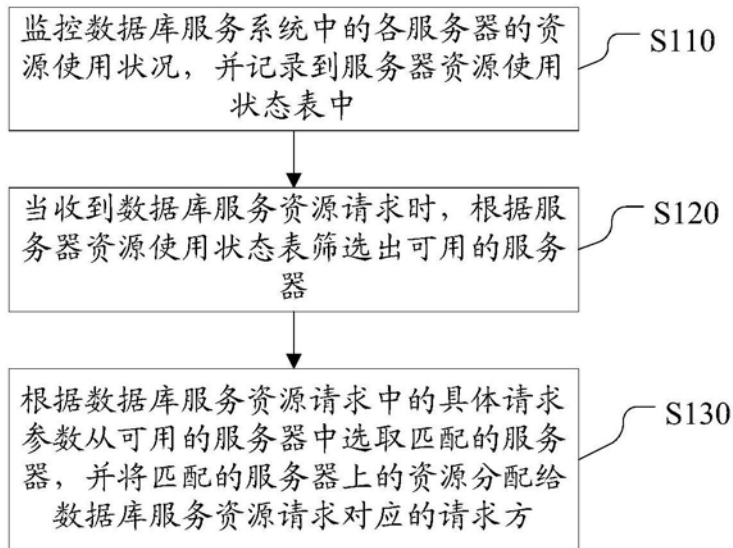 监控数据库服务系统中的各服务器的资
源使用状况，并记录到服务器资源使用
状态表中
S110
当收到数据库服务资源请求时，根据服
务器资源使用状态表筛选出可用的服务
器
S120
根据数据库服务资源请求中的具体请求
参数从可用的服务器中选取匹配的服务
器，并将匹配的服务器上的资源分配给
数据库服务资源请求对应的请求方
S130